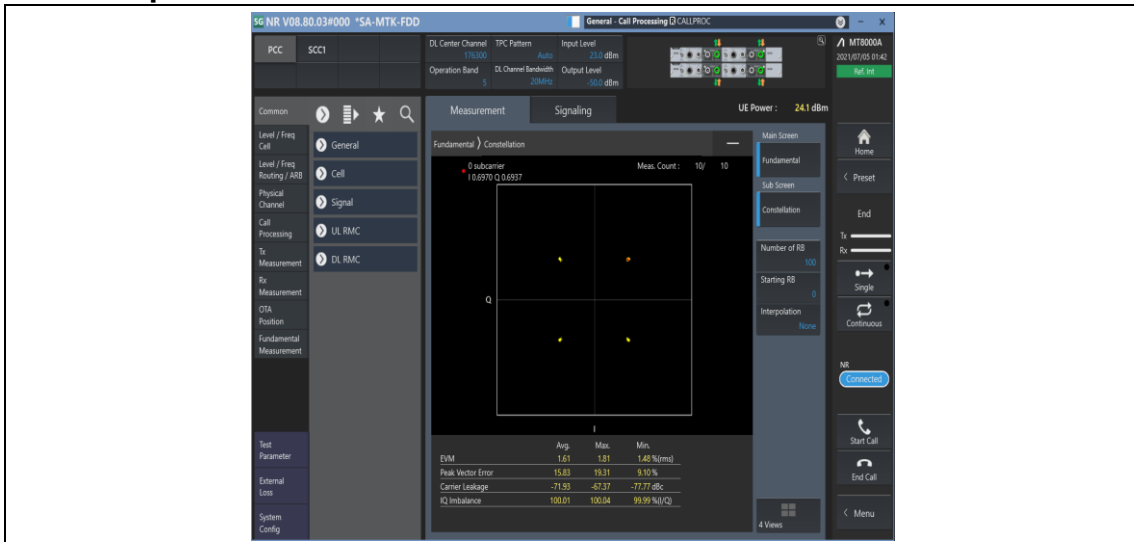 5G NR V08.80.03#000 *SA-MTK-FDD
General - Call Processing CALLPROC
PCC SCC1
DL Center Channel 176300
TPC Pattern Auto
Input Level 23.0 dBm
Operation Band 5
DL Channel Bandwidth 20MHz
Output Level -50.0 dBm
MT8000A
2021/07/05 01:42
Ref. Int
Common
Level / Freq
Cell
Level / Freq
Routing / ARB
Physical
Channel
Call
Processing
Tx
Measurement
Rx
Measurement
OTA
Position
Fundamental
Measurement
Test
Parameter
External
Loss
System
Config
General
Cell
Signal
UL RMC
DL RMC
Measurement Signaling
UE Power : 24.1 dBm
Fundamental 〉 Constellation
0 subcarrier Meas. Count : 10/ 10
I 0.6970 Q 0.6937
Q
I
Avg. Max. Min.
EVM 1.61 1.81 1.48 %(rms)
Peak Vector Error 15.83 19.31 9.10 %
Carrier Leakage -71.93 -67.37 -77.77 dBc
IQ Imbalance 100.01 100.04 99.99 %(I/Q)
Main Screen
Fundamental
Sub Screen
Constellation
Number of RB
100
Starting RB
0
Interpolation
None
4 Views
Home
Preset
End
Tx
Rx
Single
Continuous
NR
Connected
Start Call
End Call
Menu